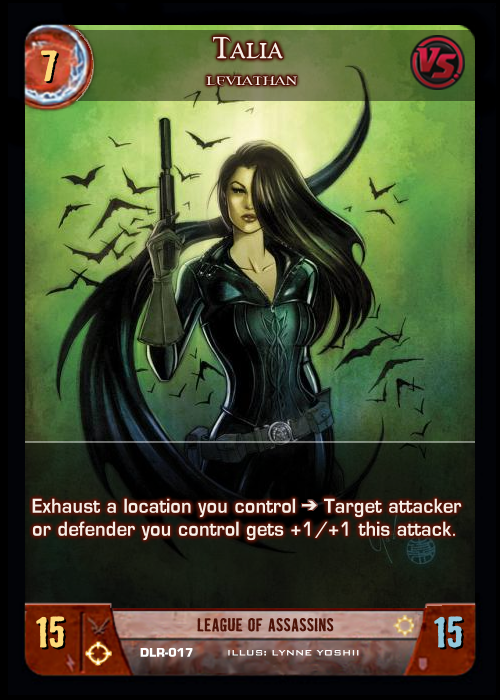 7
TALIA
VS.
LEVIATHAN
Exhaust a location you control ➔ Target attacker
or defender you control gets +1/+1 this attack.
15
LEAGUE OF ASSASSINS
15
DLR-017 ILLUS: LYNNE YOSHII